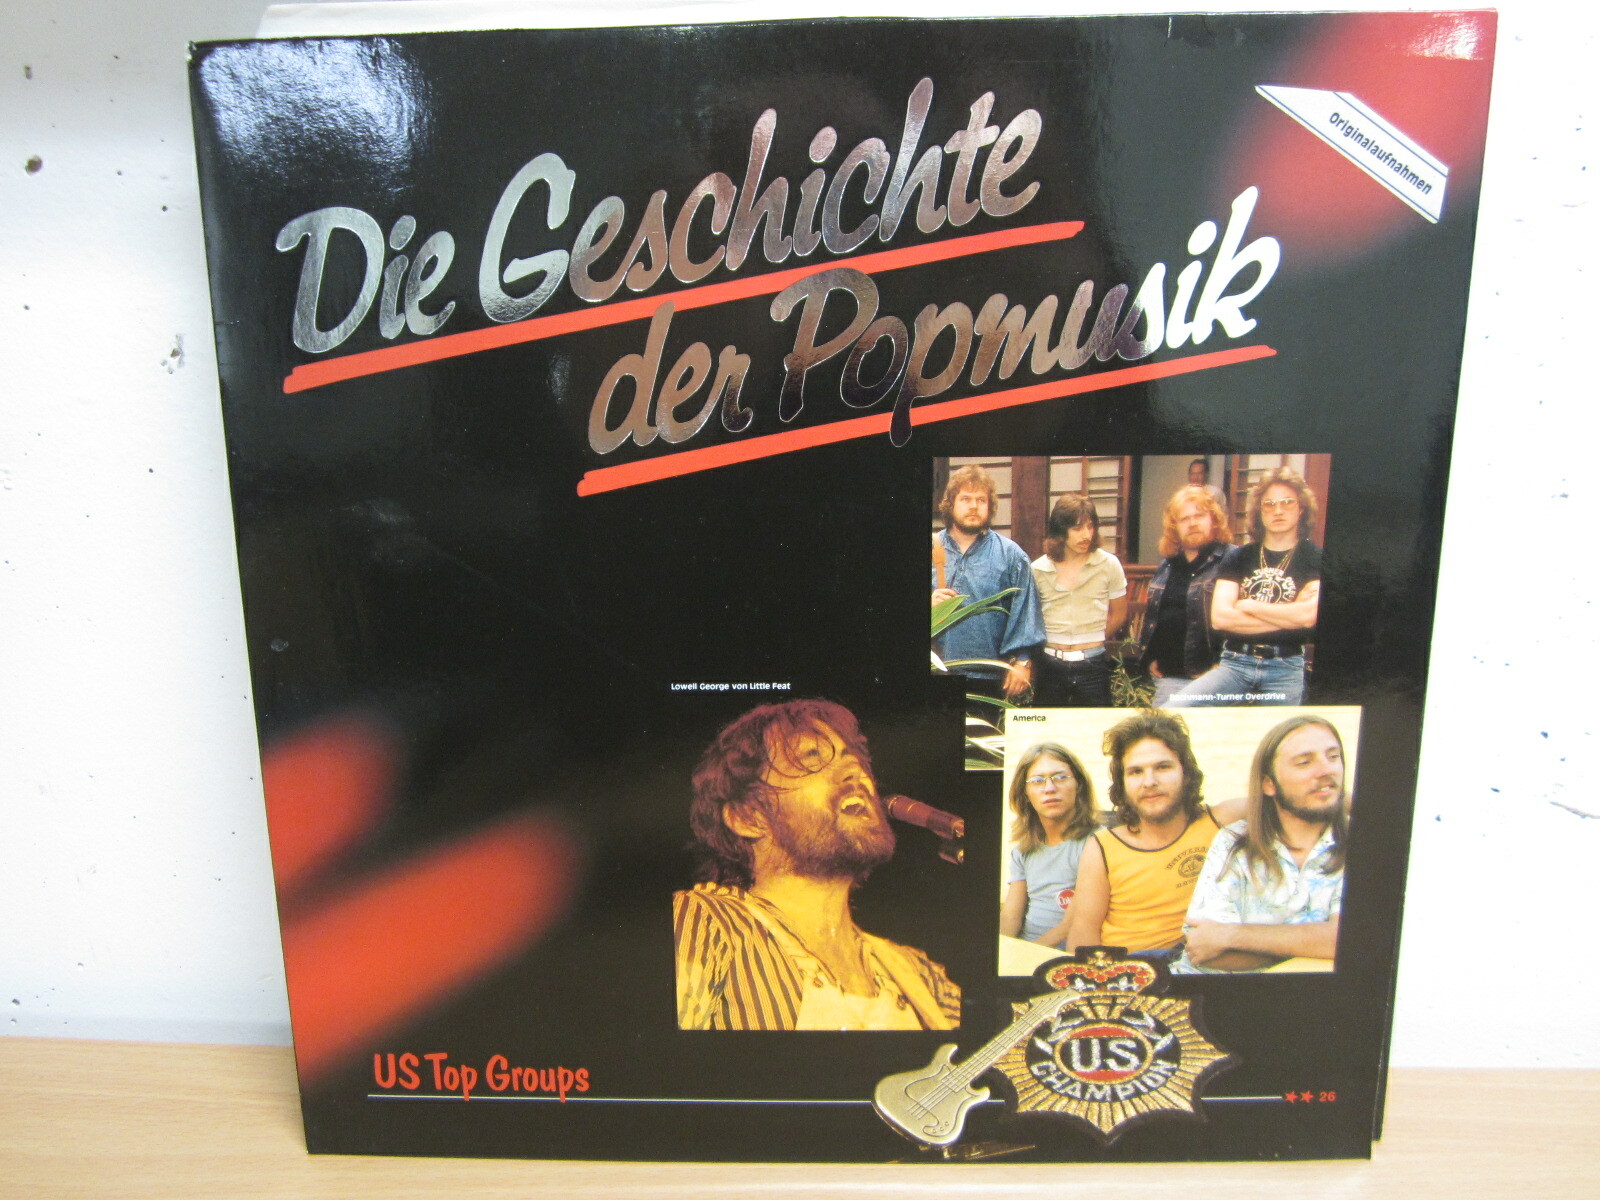 Originalaufnahmen
Die Geschichte
der Popmusik
Lowell George von Little Feat
Bachmann-Turner Overdrive
America
US Top Groups
U.S.
CHAMPION
26